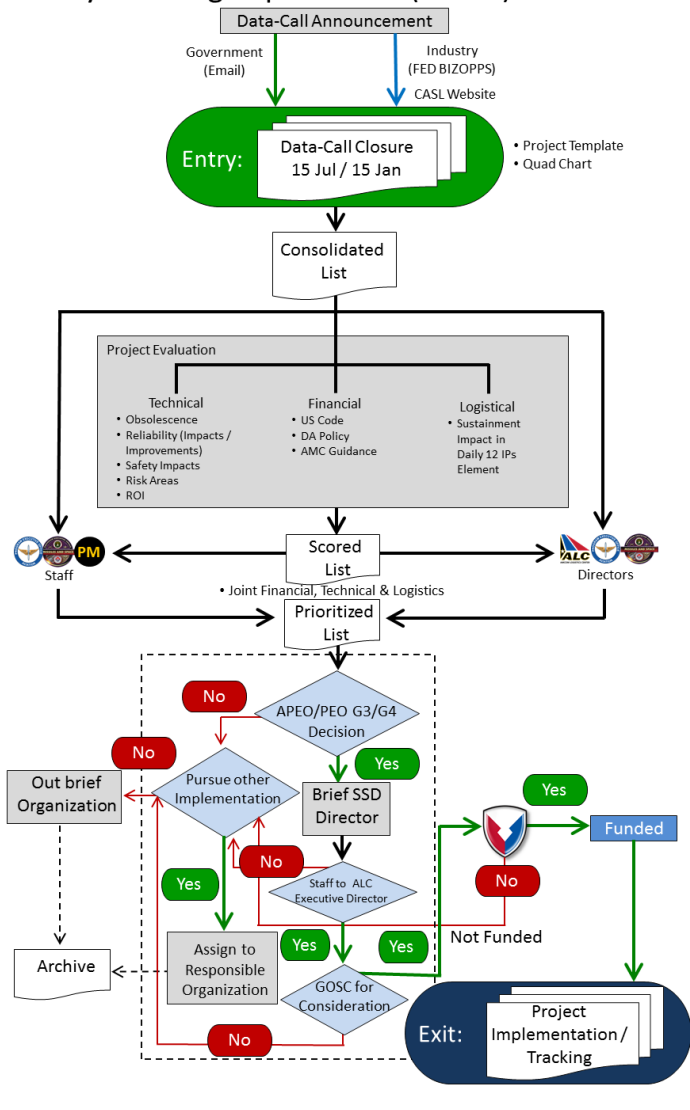 Data-Call Announcement
Government
(Email)
Industry
(FED BIZOPPS)
CASL Website
Entry:
Data-Call Closure
15 Jul / 15 Jan
• Project Template
• Quad Chart
Consolidated
List
Project Evaluation
Technical
• Obsolescence
• Reliability (Impacts /
Improvements)
• Safety Impacts
• Risk Areas
• ROI
Financial
• US Code
• DA Policy
• AMC Guidance
Logistical
• Sustainment
Impact in
Daily 12 IPs
Element
PM
Staff
Scored
List
ALC
Directors
• Joint Financial, Technical & Logistics
Prioritized
List
No
APEO/PEO G3/G4
Decision
No
Yes
Out brief
Organization
Pursue other
Implementation
Brief SSD
Director
Yes
Funded
No
Yes
Staff to ALC
Executive Director
No
Not Funded
Yes
Yes
Archive
Assign to
Responsible
Organization
GOSC for
Consideration
No
Exit:
Project
Implementation /
Tracking